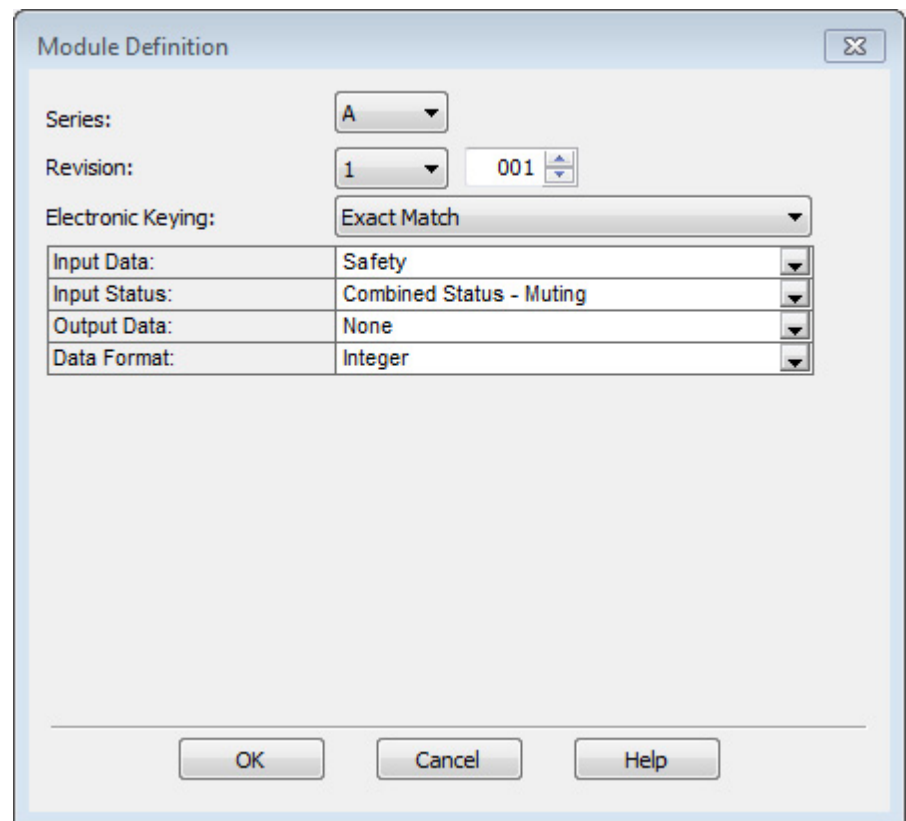 Module Definition
Series: A
Revision: 1 001
Electronic Keying: Exact Match
Input Data: Safety
Input Status: Combined Status - Muting
Output Data: None
Data Format: Integer
OK Cancel Help